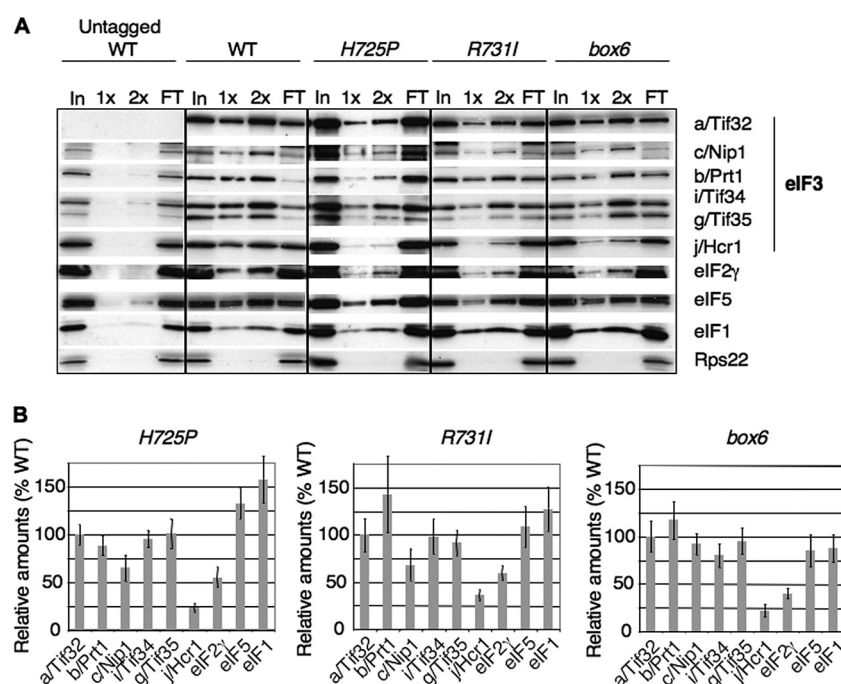 A
Untagged
WT WT H725P R731I box6
In 1x 2x FT In 1x 2x FT In 1x 2x FT In 1x 2x FT In 1x 2x FT
a/Tif32
c/Nip1
b/Prt1
i/Tif34
g/Tif35
j/Hcr1
eIF3
eIF2γ
eIF5
eIF1
Rps22
B
H725P
Relative amounts (% WT)
150
100
50
0
a/Tif32 b/Prt1 c/Nip1 i/Tif34 g/Tif35 j/Hcr1 eIF2γ eIF5 eIF1
R731I
Relative amounts (% WT)
150
100
50
0
a/Tif32 b/Prt1 c/Nip1 i/Tif34 g/Tif35 j/Hcr1 eIF2γ eIF5 eIF1
box6
Relative amounts (% WT)
150
100
50
0
a/Tif32 b/Prt1 c/Nip1 i/Tif34 g/Tif35 j/Hcr1 eIF2γ eIF5 eIF1